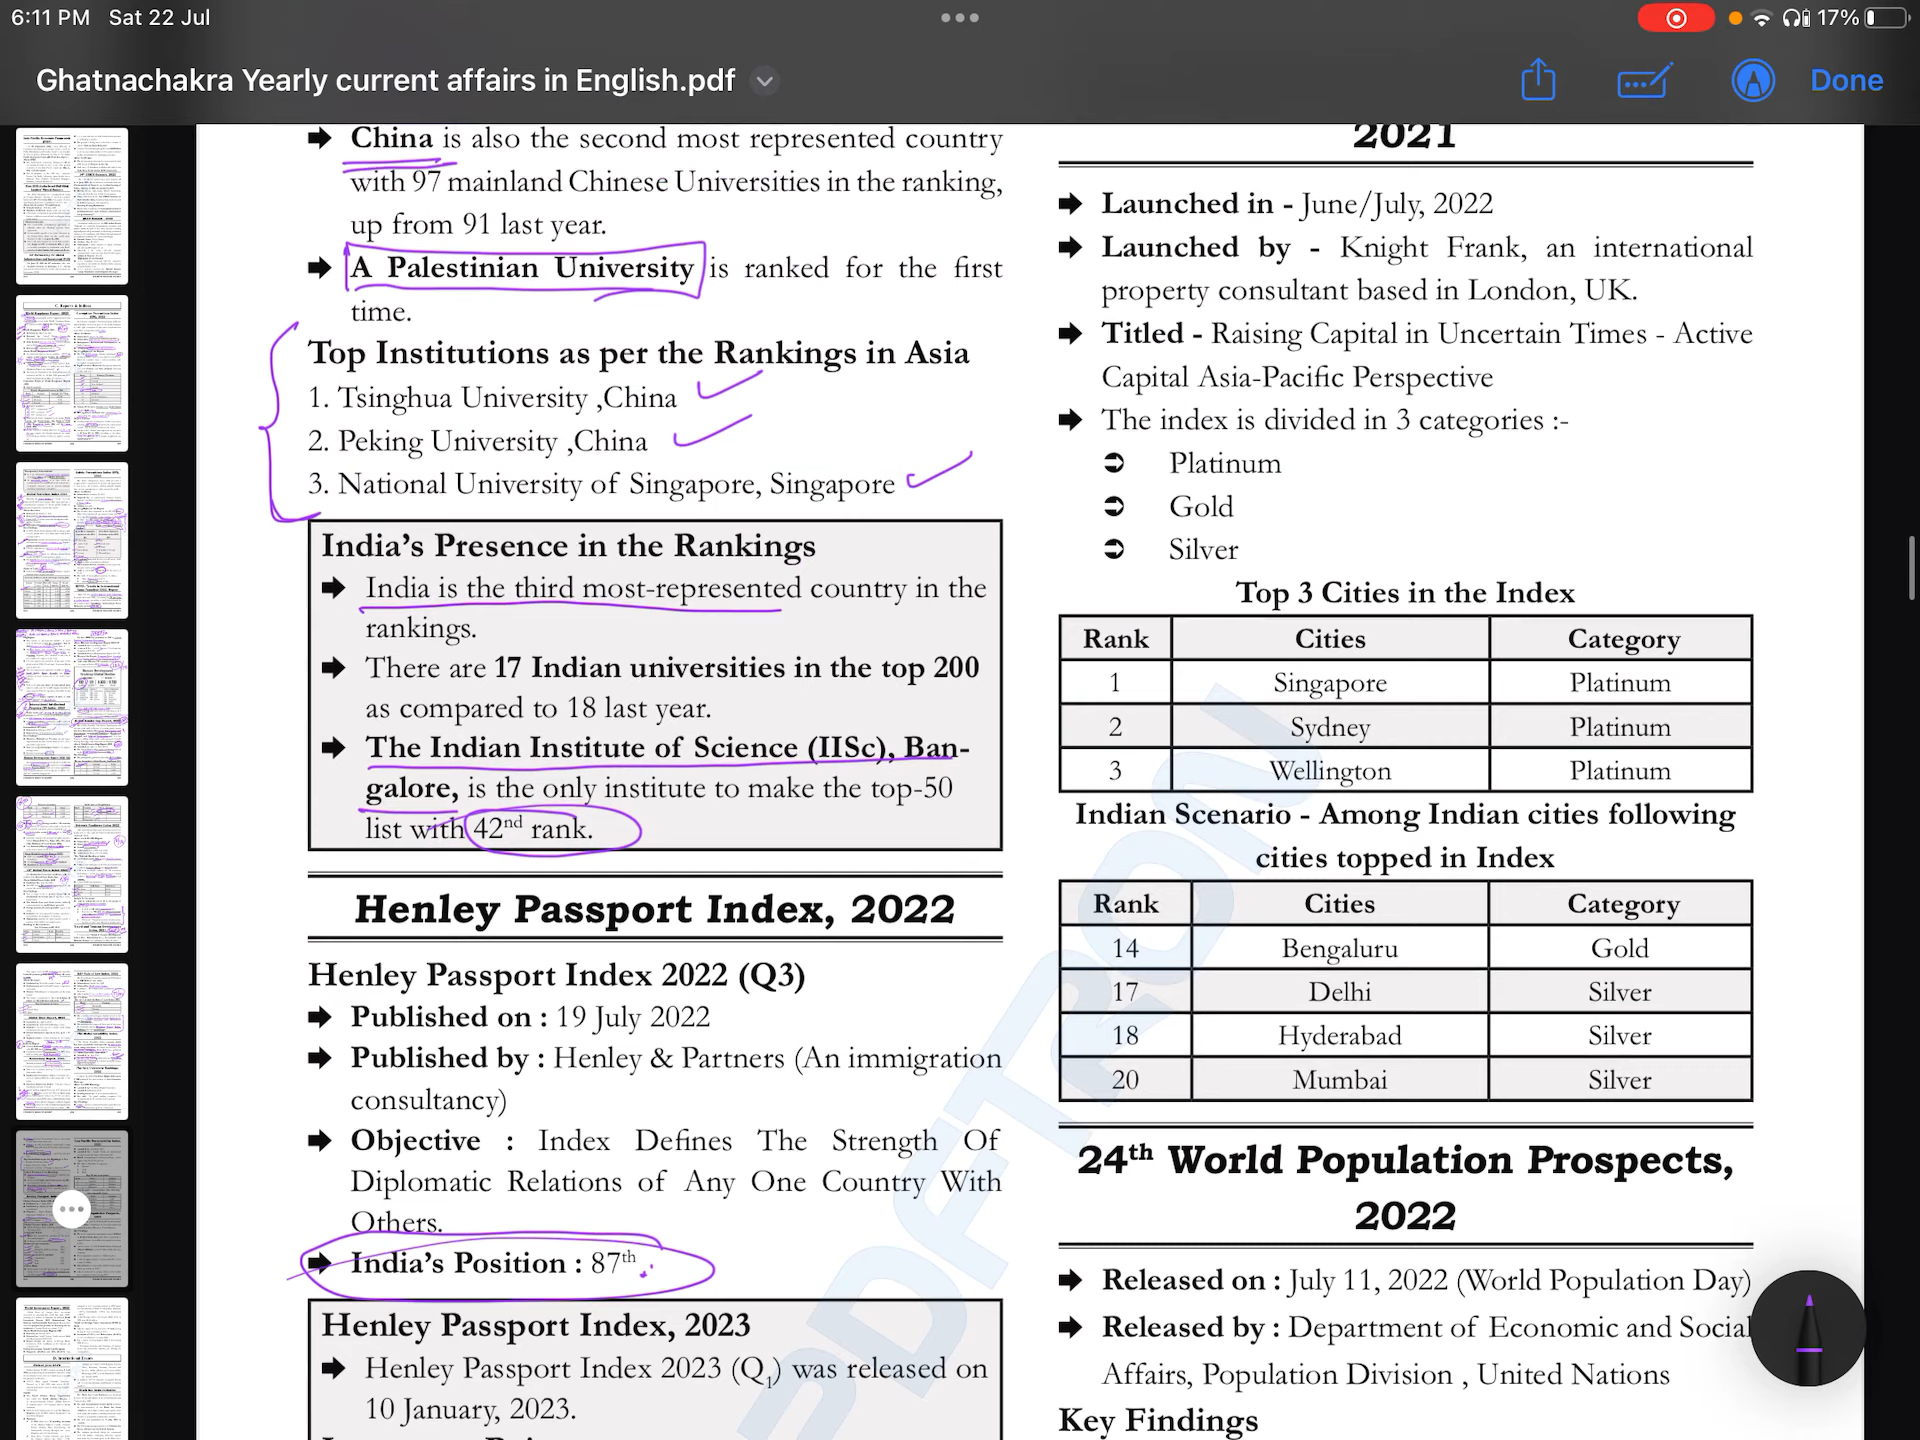 6:11 PM Sat 22 Jul
17%
Ghatnachakra Yearly current affairs in English.pdf
Done
China is also the second most represented country
with 97 mainland Chinese Universities in the ranking,
up from 91 last year.
A Palestinian University is ranked for the first
time.
Top Institutions as per the Rankings in Asia
1. Tsinghua University ,China
2. Peking University ,China
3. National University of Singapore, Singapore
India's Presence in the Rankings
India is the third most-represented country in the
rankings.
There are 17 Indian universities in the top 200
as compared to 18 last year.
The Indian Institute of Science (IISc), Ban-
galore, is the only institute to make the top-50
list with 42nd rank.
Henley Passport Index, 2022
Henley Passport Index 2022 (Q3)
Published on : 19 July 2022
Published by : Henley & Partners (An immigration
consultancy)
Objective : Index Defines The Strength Of
Diplomatic Relations of Any One Country With
Others.
India's Position : 87th
Henley Passport Index, 2023
Henley Passport Index 2023 (Q1) was released on
10 January, 2023.
2021
Launched in - June/July, 2022
Launched by - Knight Frank, an international
property consultant based in London, UK.
Titled - Raising Capital in Uncertain Times - Active
Capital Asia-Pacific Perspective
The index is divided in 3 categories :-
Platinum
Gold
Silver
Top 3 Cities in the Index
Rank Cities Category
1 Singapore Platinum
2 Sydney Platinum
3 Wellington Platinum
Indian Scenario - Among Indian cities following
cities topped in Index
Rank Cities Category
14 Bengaluru Gold
17 Delhi Silver
18 Hyderabad Silver
20 Mumbai Silver
24th World Population Prospects,
2022
Released on : July 11, 2022 (World Population Day)
Released by : Department of Economic and Social
Affairs, Population Division , United Nations
Key Findings
PDFTRON